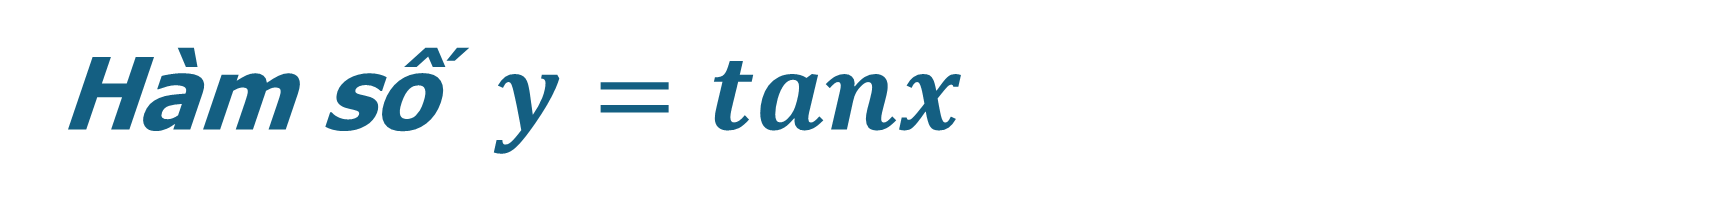 Hàm số y = tanx